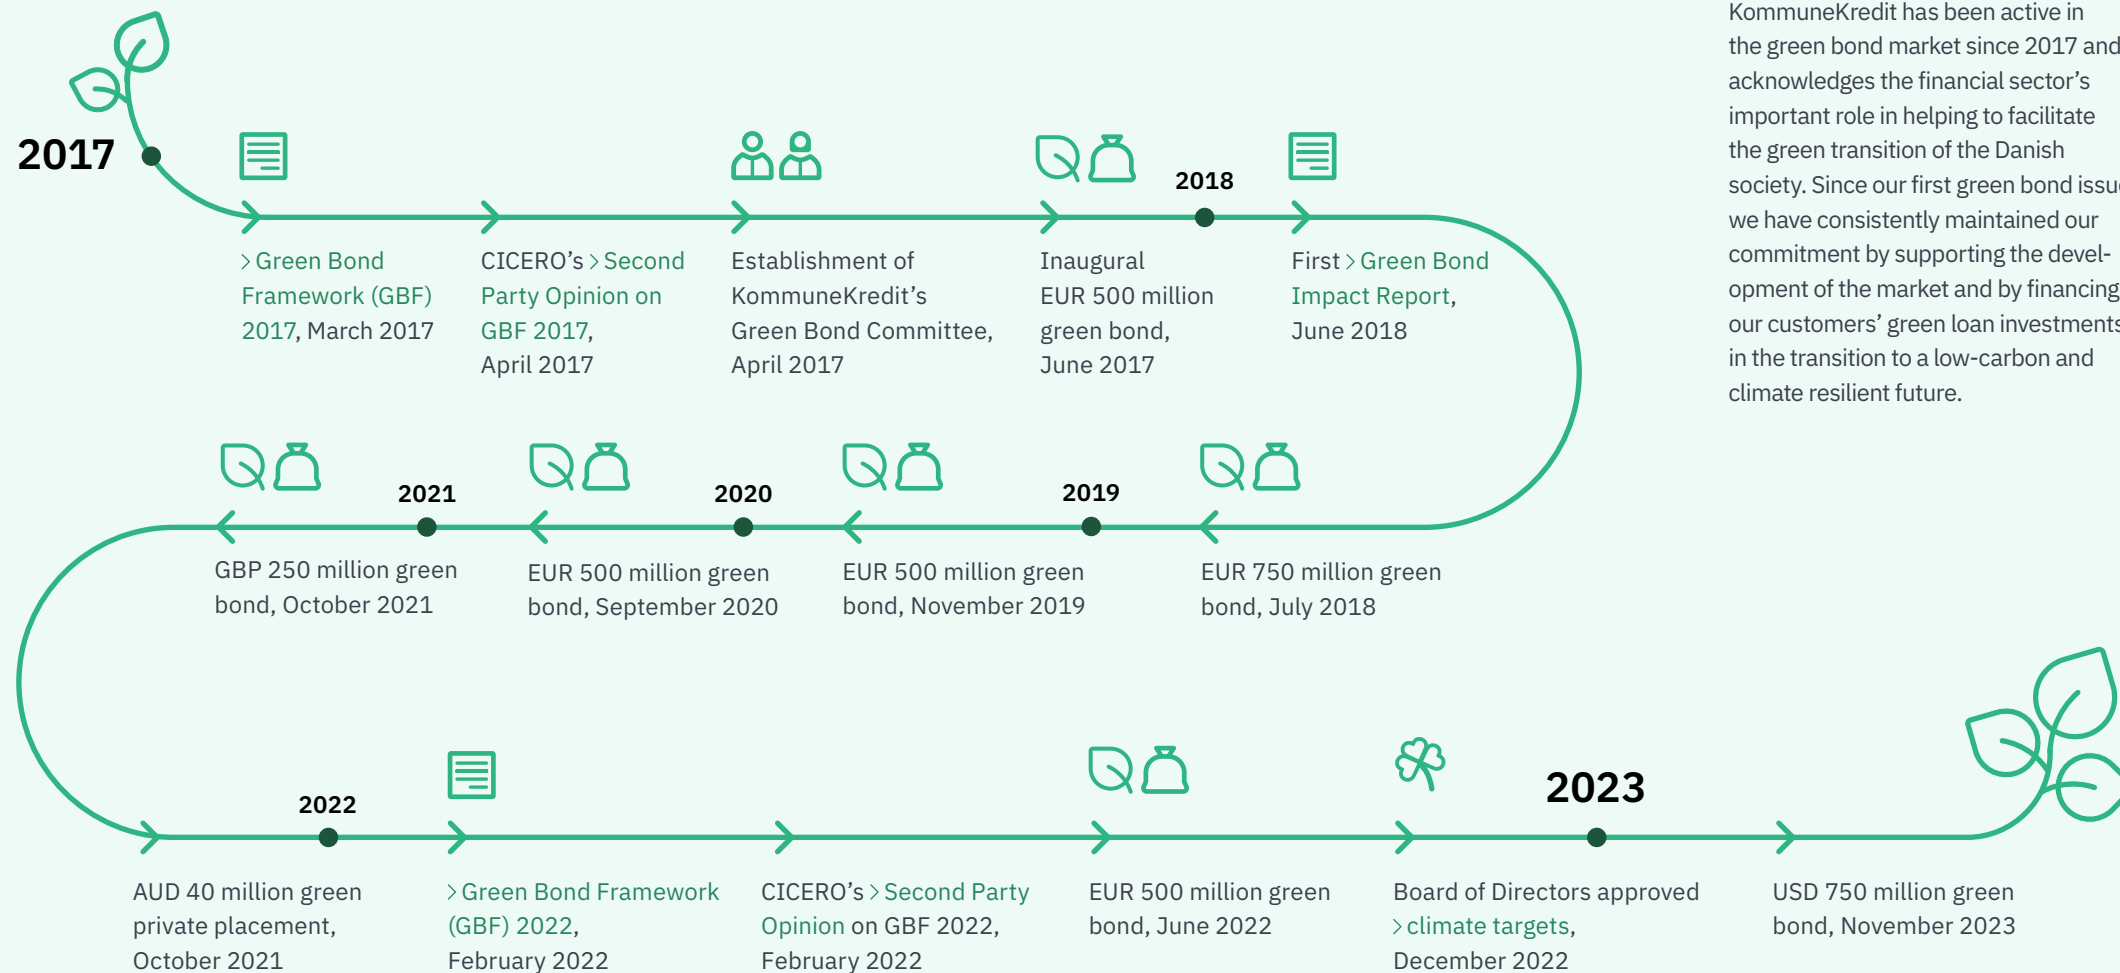 2017
> Green Bond
Framework (GBF)
2017, March 2017
CICERO’s > Second
Party Opinion on
GBF 2017,
April 2017
Establishment of
KommuneKredit’s
Green Bond Committee,
April 2017
Inaugural
EUR 500 million
green bond,
June 2017
2018
First > Green Bond
Impact Report,
June 2018
EUR 750 million green
bond, July 2018
2019
EUR 500 million green
bond, November 2019
2020
EUR 500 million green
bond, September 2020
2021
GBP 250 million green
bond, October 2021
AUD 40 million green
private placement,
October 2021
2022
> Green Bond Framework
(GBF) 2022,
February 2022
CICERO’s > Second Party
Opinion on GBF 2022,
February 2022
EUR 500 million green
bond, June 2022
Board of Directors approved
> climate targets,
December 2022
2023
USD 750 million green
bond, November 2023
KommuneKredit has been active in
the green bond market since 2017 and
acknowledges the financial sector’s
important role in helping to facilitate
the green transition of the Danish
society. Since our first green bond
we have consistently maintained our
commitment by supporting the devel-
opment of the market and by financing
our customers’ green loan investments
in the transition to a low-carbon and
climate resilient future.